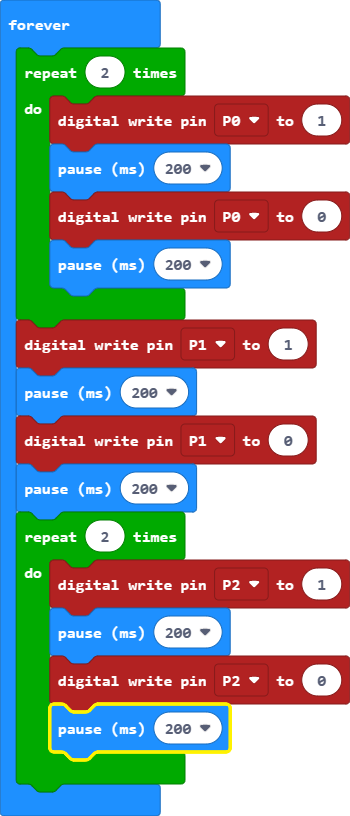 forever
repeat 2 times
do
digital write pin P0 to 1
pause (ms) 200
digital write pin P0 to 0
pause (ms) 200
digital write pin P1 to 1
pause (ms) 200
digital write pin P1 to 0
pause (ms) 200
repeat 2 times
do
digital write pin P2 to 1
pause (ms) 200
digital write pin P2 to 0
pause (ms) 200